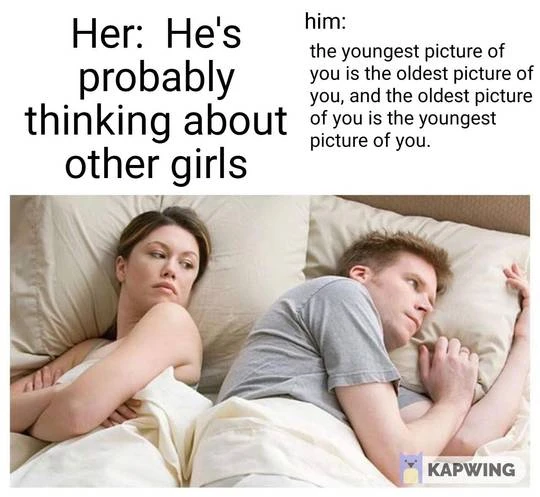 Her:  He's
probably
thinking about
other girls
him:
the youngest picture of
you is the oldest picture of
you, and the oldest picture
of you is the youngest
picture of you.
KAPWING